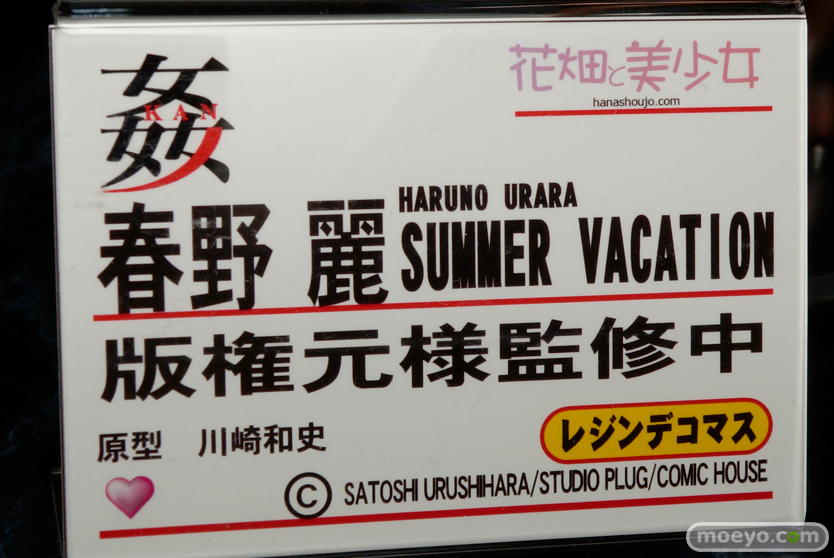 花畑と美少女
hanashoujo.com
姦
KAN
HARUNO URARA
春野 麗 SUMMER VACATION
版権元様監修中
原型 川崎和史
レジンデコマス
© SATOSHI URUSHIHARA/STUDIO PLUG/COMIC HOUSE
moeyo.com